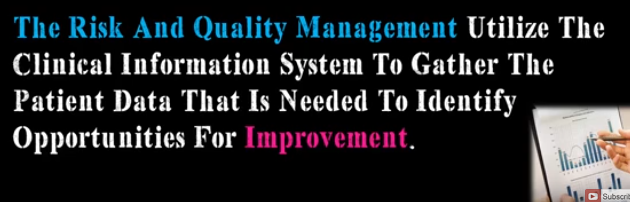 The Risk And Quality Management Utilize The
Clinical Information System To Gather The
Patient Data That Is Needed To Identify
Opportunities For Improvement.
Subscrib